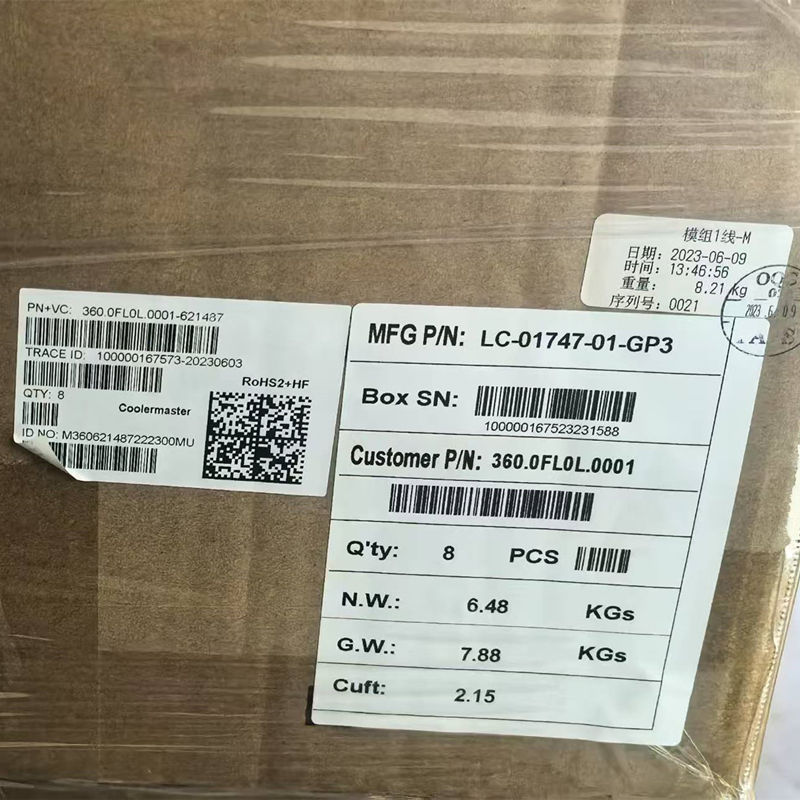 模组1线-M
日期: 2023-06-09
时间: 13:46:56
重量: 8.21 kg
序列号: 0021
PN+VC: 360.0FL0L.0001-621487
TRACE ID: 100000167573-20230603
RoHS2+HF
QTY: 8
Coolermaster
ID NO: M360621487222300MU
MFG P/N: LC-01747-01-GP3
Box SN:
100000167523231588
Customer P/N: 360.0FL0L.0001
Q'ty: 8 PCS
N.W.: 6.48 KGs
G.W.: 7.88 KGs
Cuft: 2.15